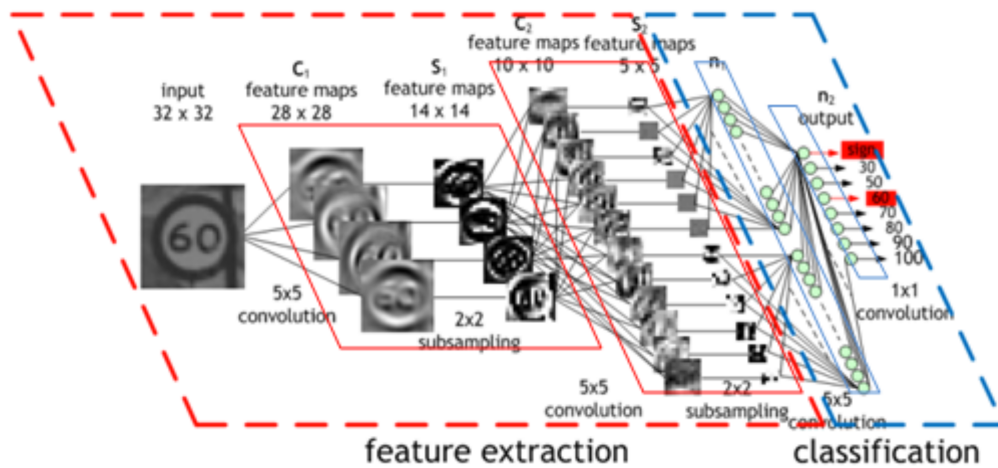 input
32 x 32
C1
feature maps
28 x 28
S1
feature maps
14 x 14
C2
feature maps
10 x 10
S2
feature maps
5 x 5
n1
n2
output
sign
30
50
60
70
80
90
100
60
5x5
convolution
2x2
subsampling
5x5
convolution
2x2
subsampling
5x5
convolution
1x1
convolution
feature extraction
classification